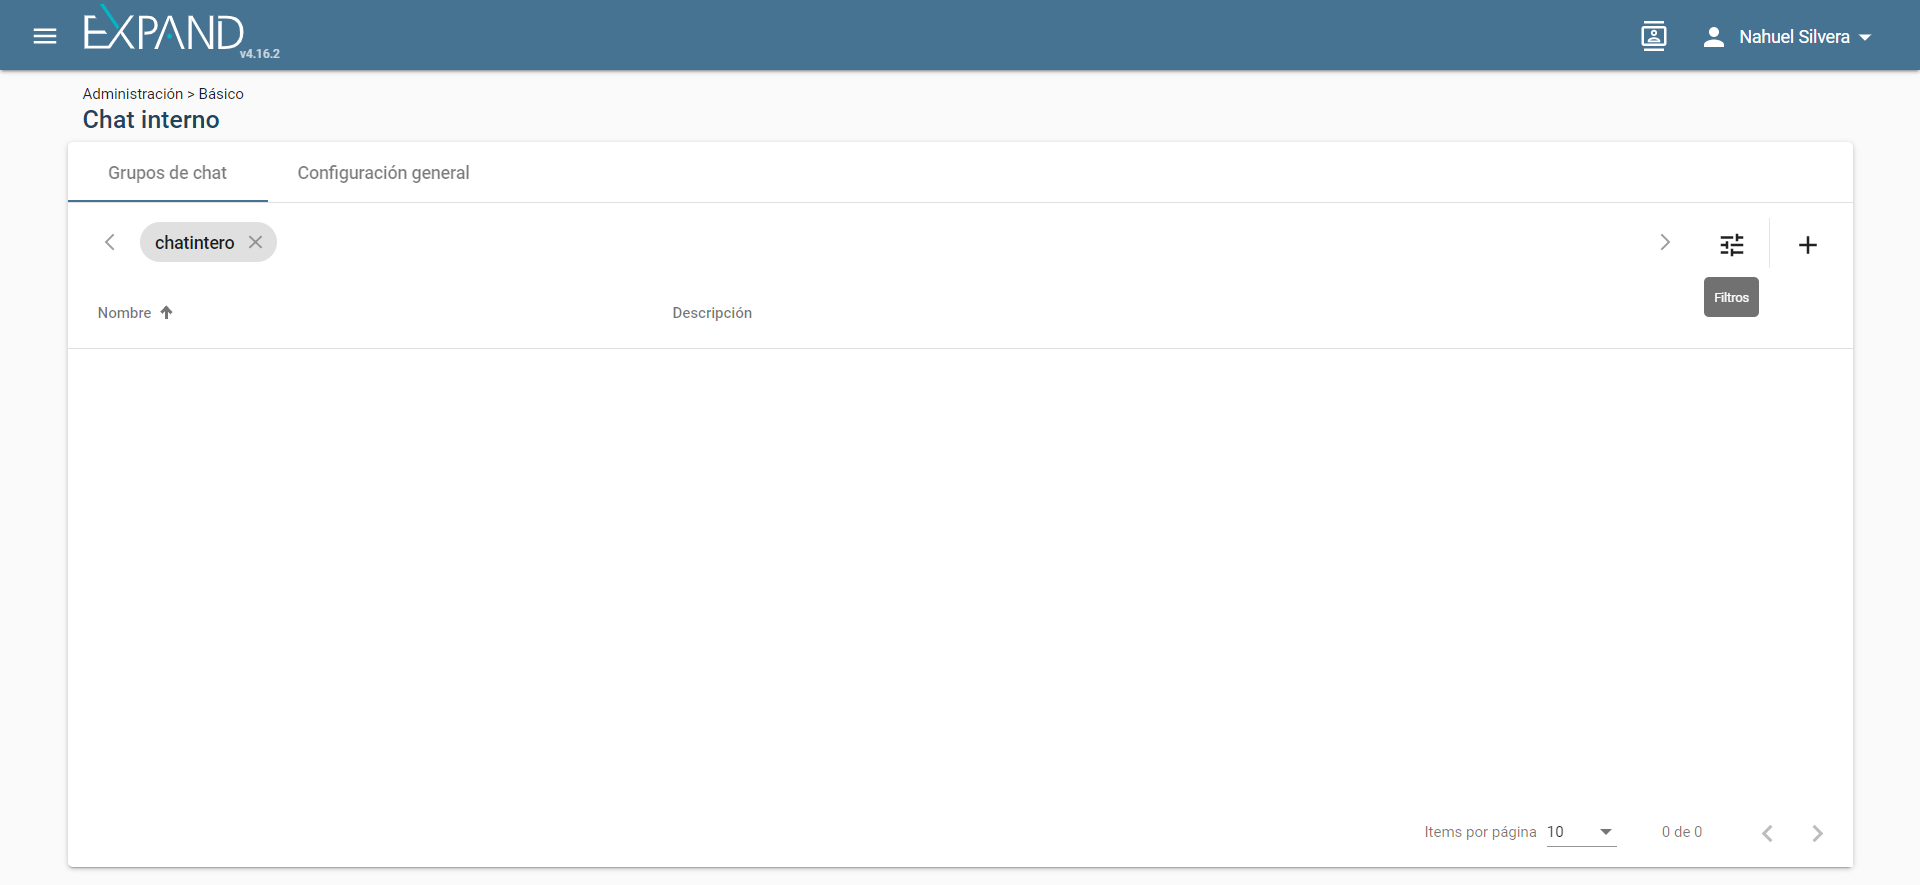 EXPAND
v4.16.2
Nahuel Silvera
Administración > Básico
Chat interno
Grupos de chat
Configuración general
chatintero
Filtros
Nombre
Descripción
Items por página 10
0 de 0